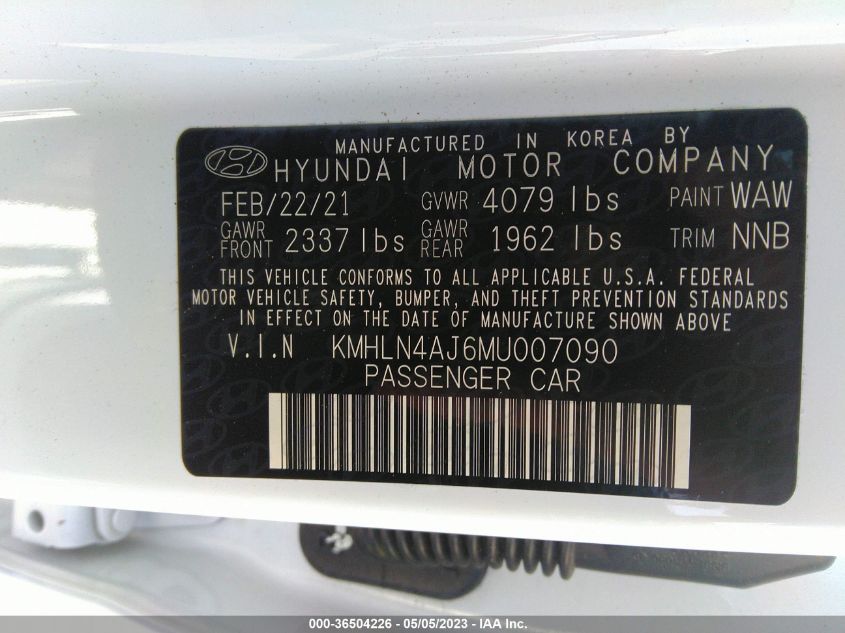 MANUFACTURED IN KOREA BY
HYUNDAI MOTOR COMPANY
FEB/22/21 GVWR 4079 lbs PAINT WAW
GAWR FRONT 2337 lbs GAWR REAR 1962 lbs TRIM NNB
THIS VEHICLE CONFORMS TO ALL APPLICABLE U.S.A. FEDERAL
MOTOR VEHICLE SAFETY, BUMPER, AND THEFT PREVENTION STANDARDS
IN EFFECT ON THE DATE OF MANUFACTURE SHOWN ABOVE
V.I.N KMHLN4AJ6MU007090
PASSENGER CAR
000-36504226 - 05/05/2023 - IAA Inc.